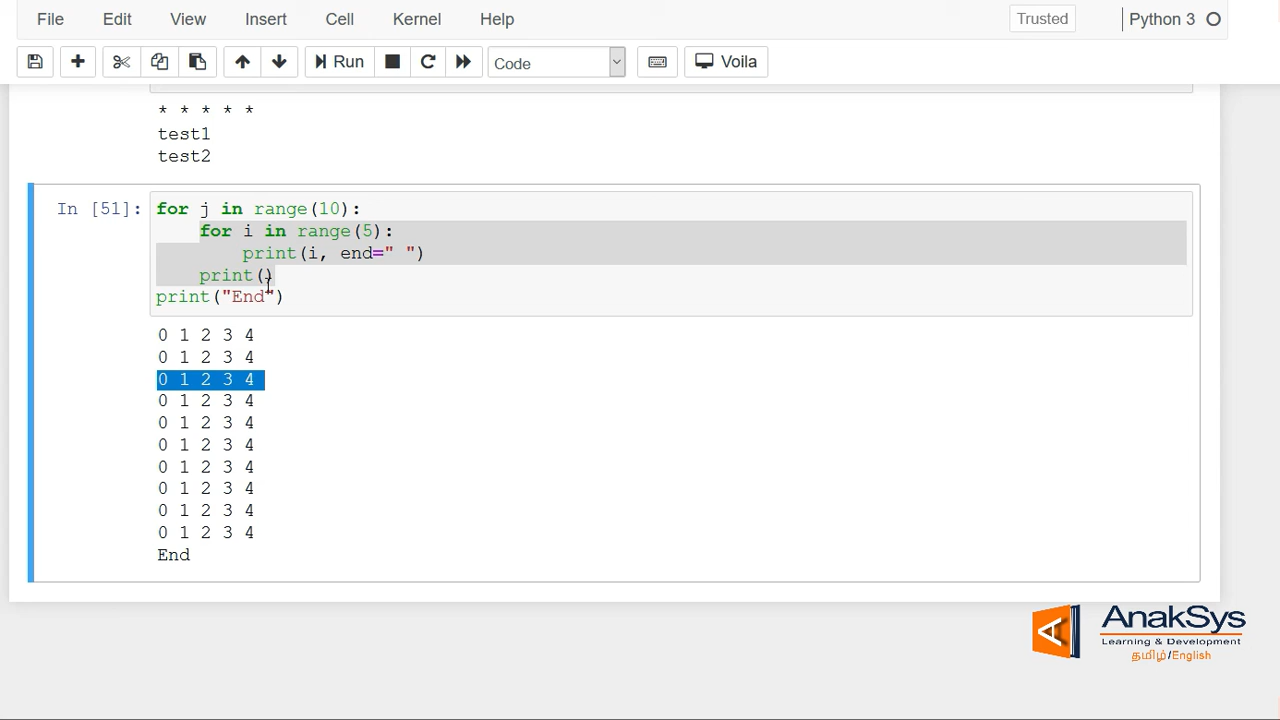 File Edit View Insert Cell Kernel Help Trusted Python 3
Run Code Voila
* * * * *
test1
test2
In [51]: for j in range(10):
    for i in range(5):
        print(i, end=" ")
    print()
print("End")
0 1 2 3 4
0 1 2 3 4
0 1 2 3 4
0 1 2 3 4
0 1 2 3 4
0 1 2 3 4
0 1 2 3 4
0 1 2 3 4
0 1 2 3 4
0 1 2 3 4
End
AnakSys
Learning & Development
தமிழ்/English